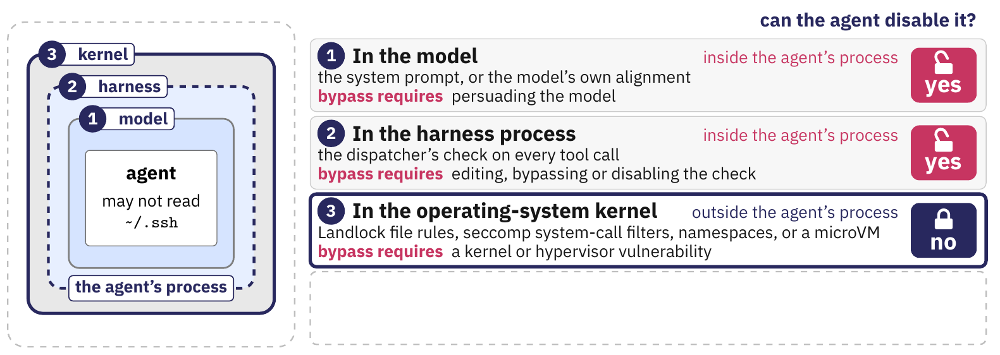 can the agent disable it?
3 kernel
2 harness
1 model
agent
may not read
~/.ssh
the agent's process
1 In the model
inside the agent's process
yes
the system prompt, or the model's own alignment
bypass requires persuading the model
2 In the harness process
inside the agent's process
yes
the dispatcher's check on every tool call
bypass requires editing, bypassing or disabling the check
3 In the operating-system kernel
outside the agent's process
no
Landlock file rules, seccomp system-call filters, namespaces, or a microVM
bypass requires a kernel or hypervisor vulnerability